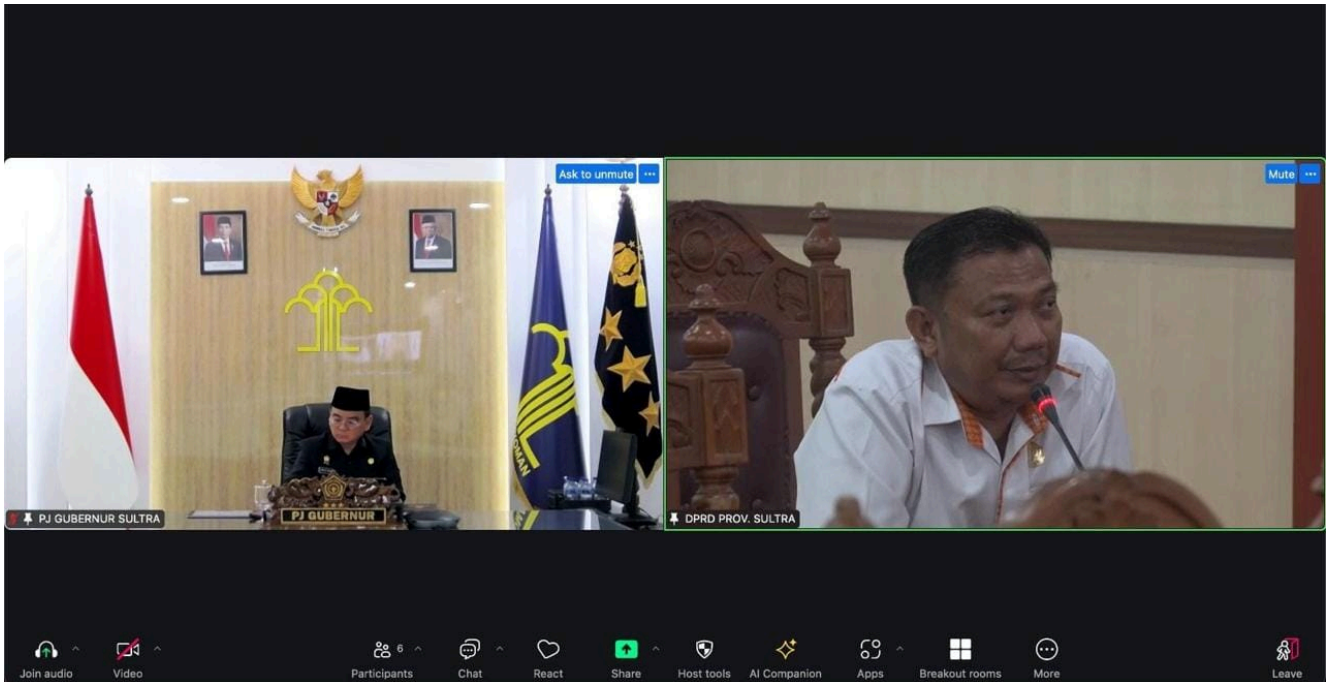 Ask to unmute
Mute
PJ GUBERNUR
PJ GUBERNUR SULTRA
DPRD PROV. SULTRA
6
Join audio
Video
Participants
Chat
React
Share
Host tools
AI Companion
Apps
Breakout rooms
More
Leave